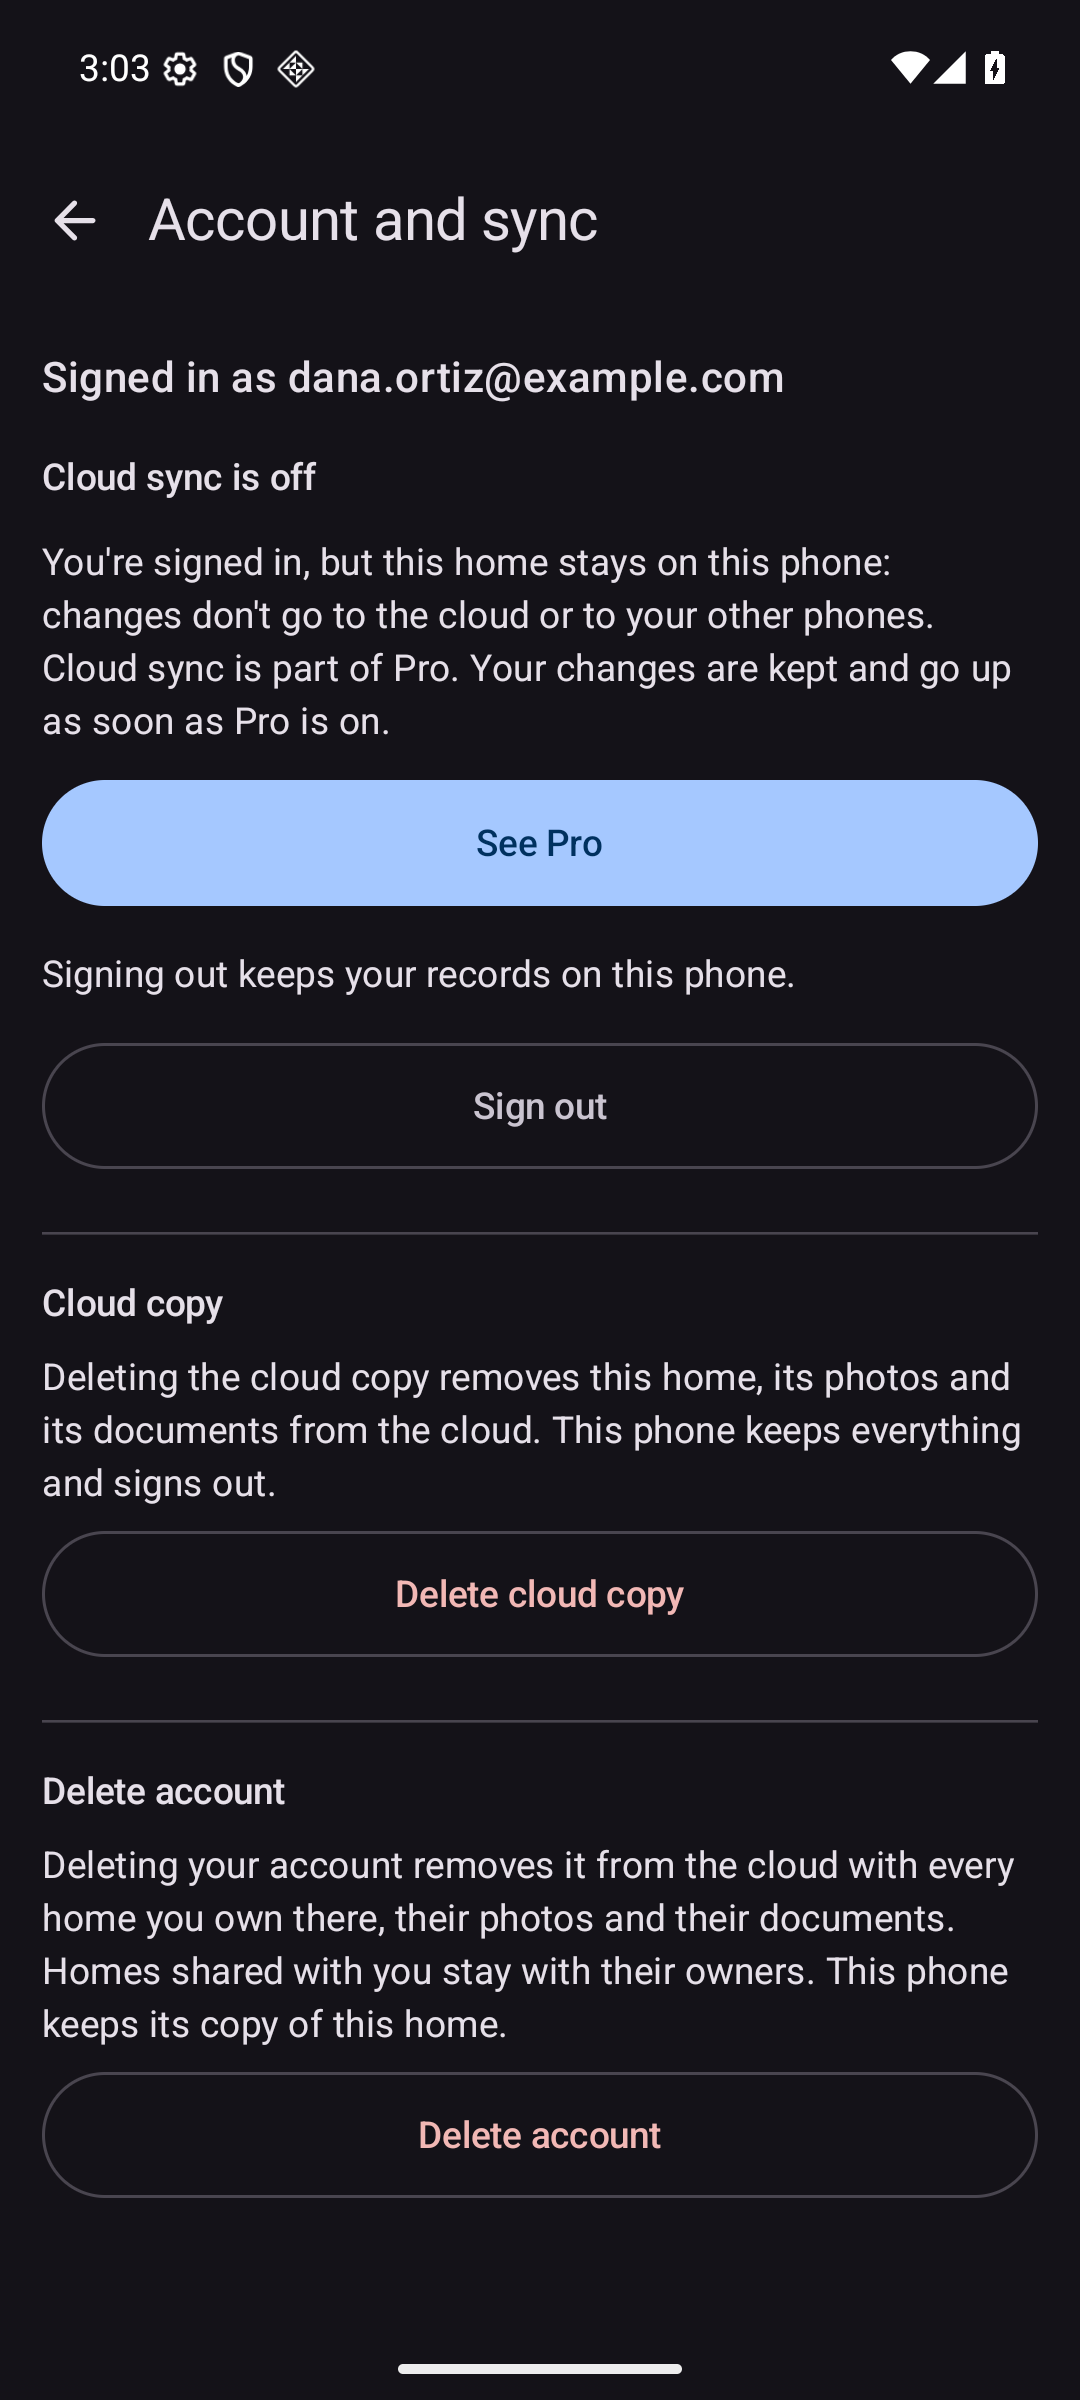 3:03
Account and sync
Signed in as dana.ortiz@example.com
Cloud sync is off
You're signed in, but this home stays on this phone:
changes don't go to the cloud or to your other phones.
Cloud sync is part of Pro. Your changes are kept and go up
as soon as Pro is on.
See Pro
Signing out keeps your records on this phone.
Sign out
Cloud copy
Deleting the cloud copy removes this home, its photos and
its documents from the cloud. This phone keeps everything
and signs out.
Delete cloud copy
Delete account
Deleting your account removes it from the cloud with every
home you own there, their photos and their documents.
Homes shared with you stay with their owners. This phone
keeps its copy of this home.
Delete account